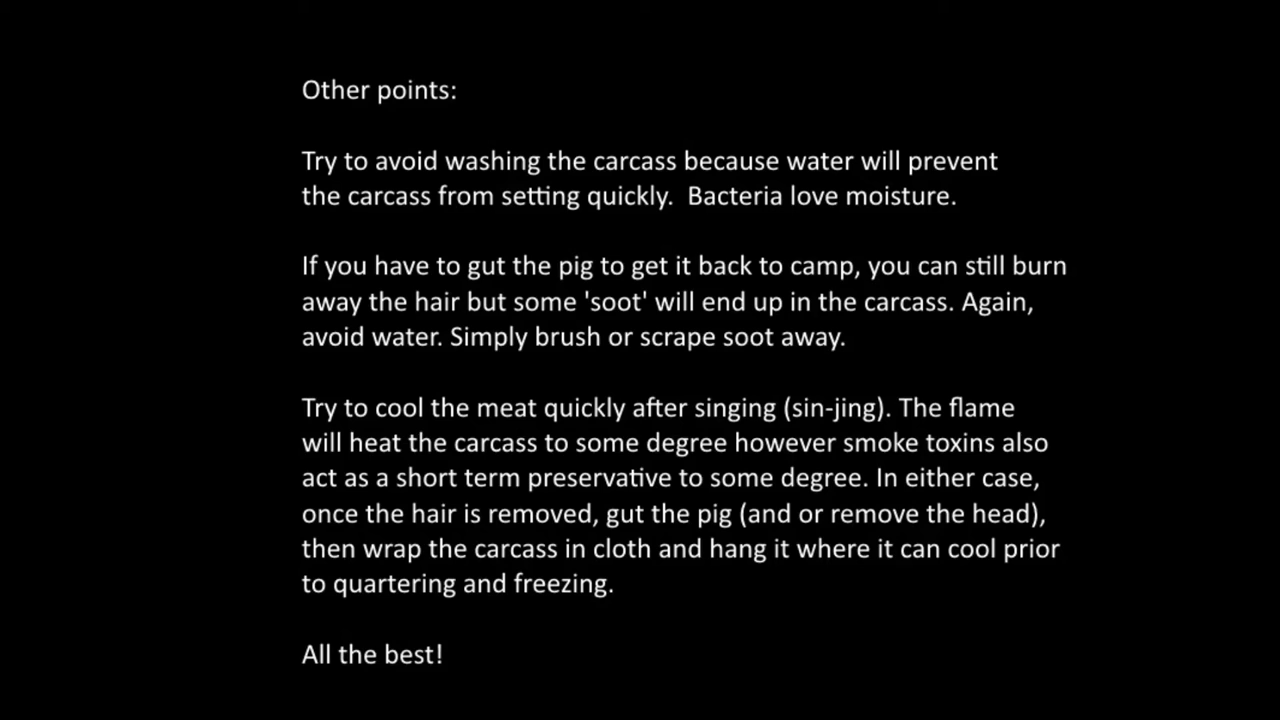 Other points:
Try to avoid washing the carcass because water will prevent
the carcass from setting quickly.  Bacteria love moisture.
If you have to gut the pig to get it back to camp, you can still burn
away the hair but some 'soot' will end up in the carcass. Again,
avoid water. Simply brush or scrape soot away.
Try to cool the meat quickly after singing (sin-jing). The flame
will heat the carcass to some degree however smoke toxins also
act as a short term preservative to some degree. In either case,
once the hair is removed, gut the pig (and or remove the head),
then wrap the carcass in cloth and hang it where it can cool prior
to quartering and freezing.
All the best!